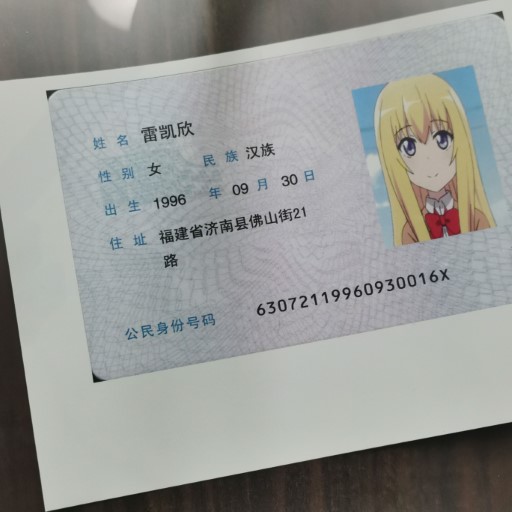 姓名 雷凯欣
性别 女 民族 汉族
出生 1996 年 09 月 30 日
住址 福建省济南县佛山街21
路
公民身份号码 63072119960930016X